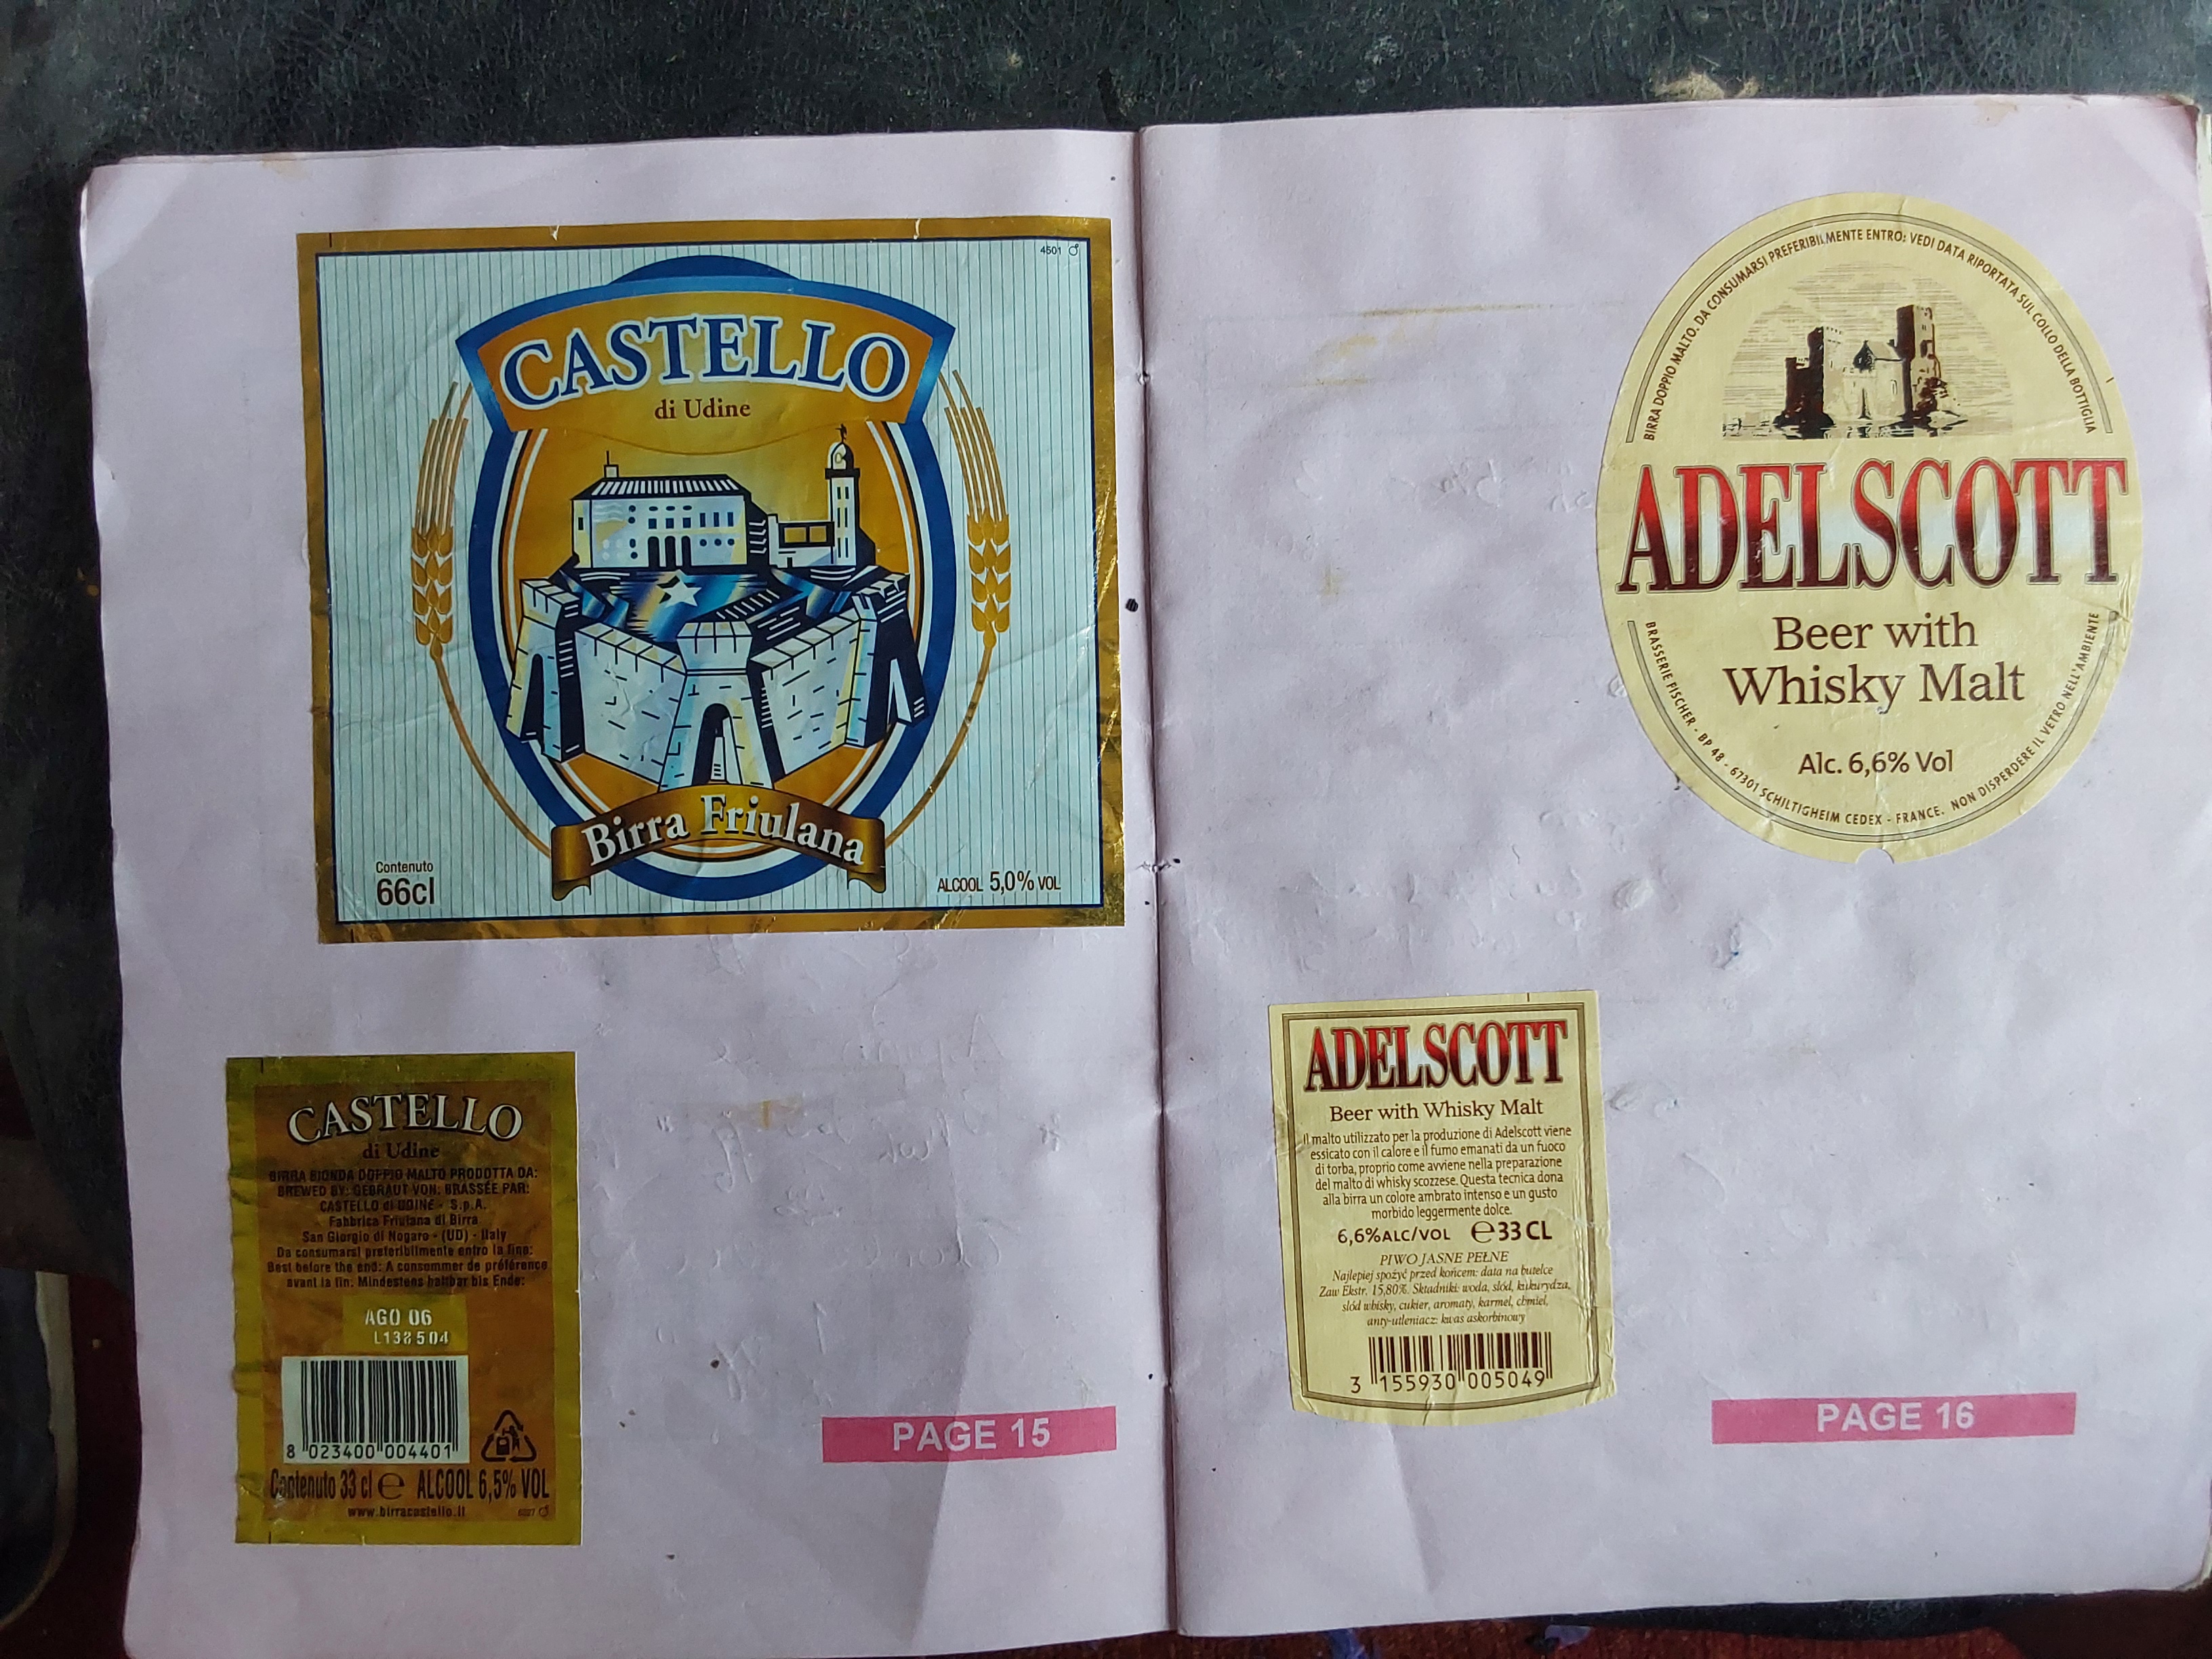 4501
CASTELLO
di Udine
Birra Friulana
Contenuto
66cl
ALCOOL 5,0% VOL
CASTELLO
di Udine
BIRRA BIONDA DOPPIO MALTO PRODOTTA DA:
BREWED BY: GEBRAUT VON: BRASSÉE PAR:
CASTELLO di UDINE - S.p.A.
Fabbrica Friulana di Birra
San Giorgio di Nogaro - (UD) - Italy
Da consumarsi preferibilmente entro la fine:
Best before the end: A consommer de préférence
avant la fin: Mindestens haltbar bis Ende:
AGO 06
L138504
8 023400 004401
Contenuto 33 cl e ALCOOL 6,5% VOL
www.birracastello.it
PAGE 15
BIRRA DOPPIO MALTO. DA CONSUMARSI PREFERIBILMENTE ENTRO: VEDI DATA RIPORTATA SUL COLLO DELLA BOTTIGLIA
ADELSCOTT
Beer with
Whisky Malt
Alc. 6,6% Vol
BRASSERIE FISCHER - BP 48 - 67301 SCHILTIGHEIM CEDEX - FRANCE. NON DISPERDERE IL VETRO NELL'AMBIENTE
ADELSCOTT
Beer with Whisky Malt
Il malto utilizzato per la produzione di Adelscott viene
essicato con il calore e il fumo emanati da un fuoco
di torba, proprio come avviene nella preparazione
del malto di whisky scozzese. Questa tecnica dona
alla birra un colore ambrato intenso e un gusto
morbido leggermente dolce.
6,6%ALC/VOL e 33 CL
PIWO JASNE PEŁNE
Najlepiej spożyć przed końcem: data na butelce
Zaw Ekstr. 15,80%. Składniki: woda, słód, kukurydza,
słód whisky, cukier, aromaty, karmel, chmiel,
anty-utleniacz: kwas askorbinowy
3 155930 005049
PAGE 16